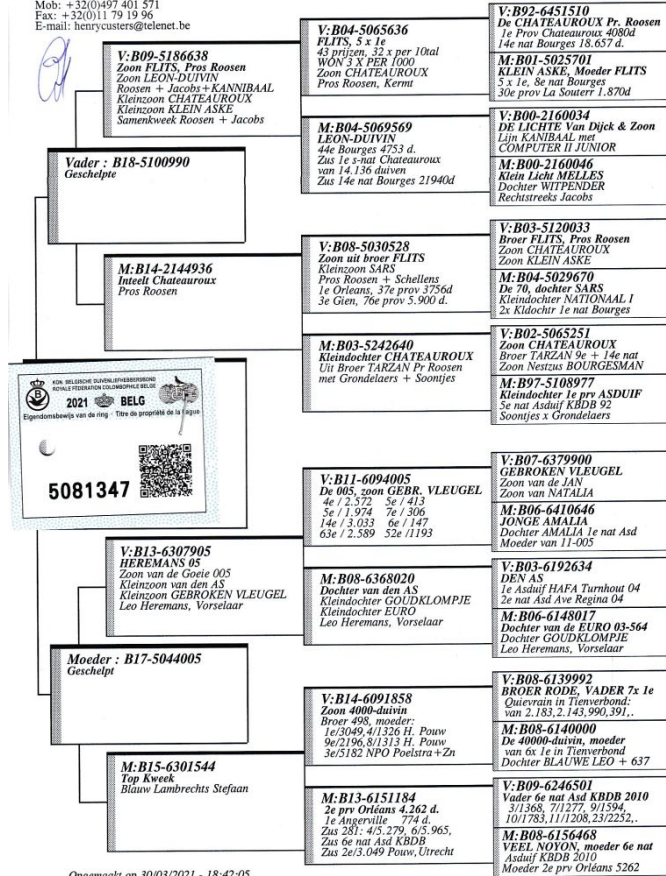 Mob: +32(0)497 401 571
Fax: +32(0)11 79 19 96
E-mail: henrycusters@telenet.be
V:B09-5186638
Zoon FLITS, Pros Roosen
Zoon LEON-DUIVIN
Roosen + Jacobs+KANNIBAAL
Kleinzoon CHATEAUROUX
Kleinzoon KLEIN ASKE
Samenkweek Roosen + Jacobs
Vader : B18-5100990
Geschelpte
M:B14-2144936
Inteelt Chateauroux
Pros Roosen
KON. BELGISCHE DUIVENLIEFHEBBERSBOND
ROYALE FÉDÉRATION COLOMBOPHILE BELGE
2021 BELG
Eigendomsbewijs van de ring - Titre de propriété de la bague
5081347
V:B13-6307905
HEREMANS 05
Zoon van de Goeie 005
Kleinzoon van den AS
Kleinzoon GEBROKEN VLEUGEL
Leo Heremans, Vorselaar
Moeder : B17-5044005
Geschelpt
M:B15-6301544
Top Kweek
Blauw Lambrechts Stefaan
Opgemaakt op 30/03/2021 - 18:42:05
V:B04-5065636
FLITS, 5 x 1e
43 prijzen, 32 x per 10tal
WON 3 X PER 1000
Zoon CHATEAUROUX
Pros Roosen, Kermt
M:B04-5069569
LEON-DUIVIN
44e Bourges 4753 d.
Zus 1e s-nat Chateauroux
van 14.136 duiven
Zus 14e nat Bourges 21940d
V:B08-5030528
Zoon uit broer FLITS
Kleinzoon SARS
Pros Roosen + Schellens
1e Orleans, 37e prov 3756d
3e Gien, 76e prov 5.900 d.
M:B03-5242640
Kleindochter CHATEAUROUX
Uit Broer TARZAN Pr Roosen
met Grondelaers + Soontjes
V:B11-6094005
De 005, zoon GEBR. VLEUGEL
4e / 2.572 5e / 413
5e / 1.974 7e / 306
14e / 3.033 6e / 147
63e / 2.589 52e /1193
M:B08-6368020
Dochter van den AS
Kleindochter GOUDKLOMPJE
Kleindochter EURO
Leo Heremans, Vorselaar
V:B14-6091858
Zoon 4000-duivin
Broer 498, moeder:
1e/3049,4/1326 H. Pouw
9e/2196,8/1313 H. Pouw
3e/5182 NPO Poelstra+Zn
M:B13-6151184
2e prv Orléans 4.262 d.
1e Angerville 774 d.
Zus 281: 4/5.279, 6/5.965,
Zus 6e nat Asd KBDB
Zus 2e/3.049 Pouw,Utrecht
V:B92-6451510
De CHATEAUROUX Pr. Roosen
1e Prov Chateauroux 4080d
14e nat Bourges 18.657 d.
M:B01-5025701
KLEIN ASKE, Moeder FLITS
5 x 1e, 8e nat Bourges
30e prov La Souterr 1.870d
V:B00-2160034
DE LICHTE Van Dijck & Zoon
Lijn KANIBAAL met
COMPUTER II JUNIOR
M:B00-2160046
Klein Licht MELLES
Dochter WITPENDER
Rechtstreeks Jacobs
V:B03-5120033
Broer FLITS, Pros Roosen
Zoon CHATEAUROUX
Zoon KLEIN ASKE
M:B04-5029670
De 70, dochter SARS
Kleindochter NATIONAAL I
2x Kldochtr 1e nat Bourges
V:B02-5065251
Zoon CHATEAUROUX
Broer TARZAN 9e + 14e nat
Zoon Nestzus BOURGESMAN
M:B97-5108977
Kleindochter 1e prv ASDUIF
5e nat Asduif KBDB 92
Soontjes x Grondelaers
V:B07-6379900
GEBROKEN VLEUGEL
Zoon van de JAN
Zoon van NATALIA
M:B06-6410646
JONGE AMALIA
Dochter AMALIA 1e nat Asd
Moeder van 11-005
V:B03-6192634
DEN AS
1e Asduif HAFA Turnhout 04
2e nat Asd Ave Regina 04
M:B06-6148017
Dochter van de EURO 03-564
Dochter GOUDKLOMPJE
Leo Heremans, Vorselaar
V:B08-6139992
BROER RODE, VADER 7x 1e
Quievrain in Tienverbond:
van 2.183,2.143,990,391,.
M:B08-6140000
De 40000-duivin, moeder
van 6x 1e in Tienverbond
Dochter BLAUWE LEO + 637
V:B09-6246501
Vader 6e nat Asd KBDB 2010
3/1368, 7/1277, 9/1594,
10/1783,11/1208,23/2252,.
M:B08-6156468
VEEL NOYON, moeder 6e nat
Asduif KBDB 2010
Moeder 2e prv Orléans 5262